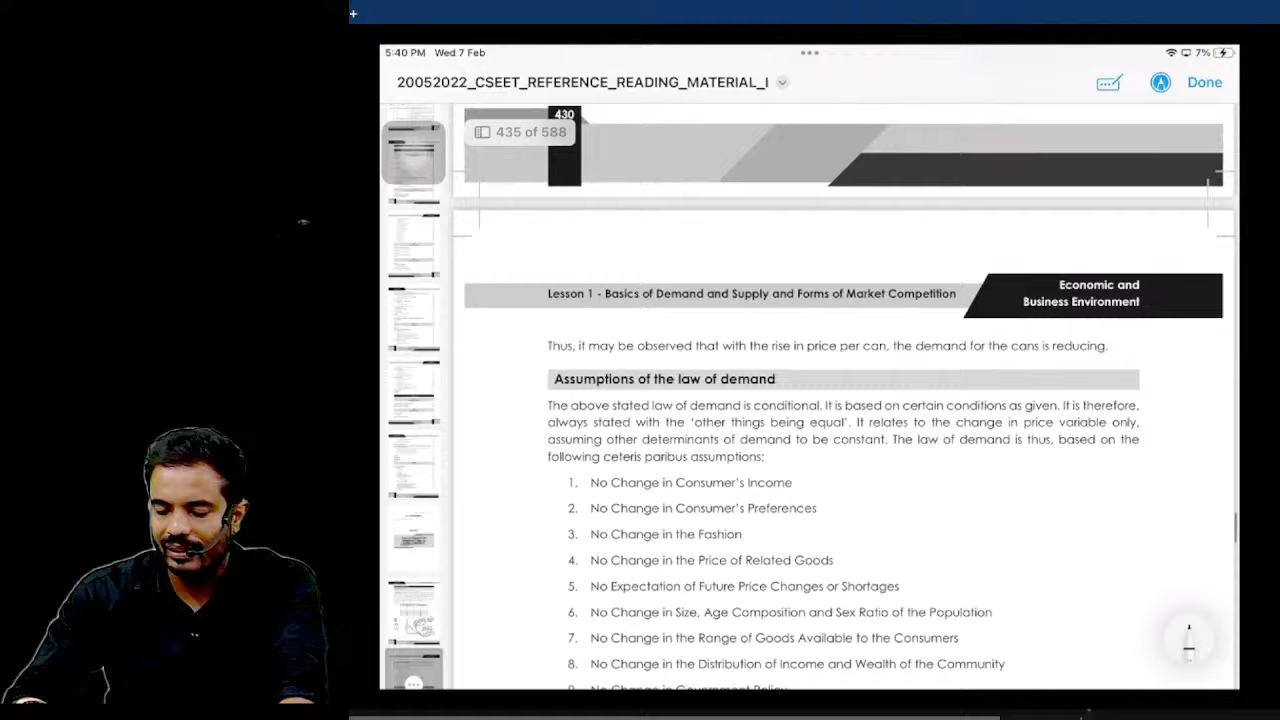 5:40 PM Wed 7 Feb
7%
20052022_CSEET_REFERENCE_READING_MATERIAL_I
Done
430
435 of 588
Economic and
Lesson 1 - Basics of Demand and Supply and Forms of Market Competition
Business Environment
Thus, it may be observed that with the rise in price per can, the demand for the cans is reducing.
Assumptions of the law of demand
The above stated law of demand is conditional. It is based on certain conditions as given. It is therefore,
always stated with the 'other things being equal'. It relates to the change in price variable only,
assuming other determinants of demand to be constant. The law of demand is thus, based on the
following ceteris paribus assumptions:
1. No Change in Consumer's Income
2. No Change in Consumer's Preferences
3. No Change in the Fashion
4. No Change in the Price of Related Goods
5. No Expectation of Future Price Changes or Shortages
6. No Change in Size, Age Composition and Sex Ratio of the Population
7. No Change in the Range of Goods Available to the Consumers
8. No Change in the Distribution of Income and Wealth of the Community
9. No Change in Government Policy